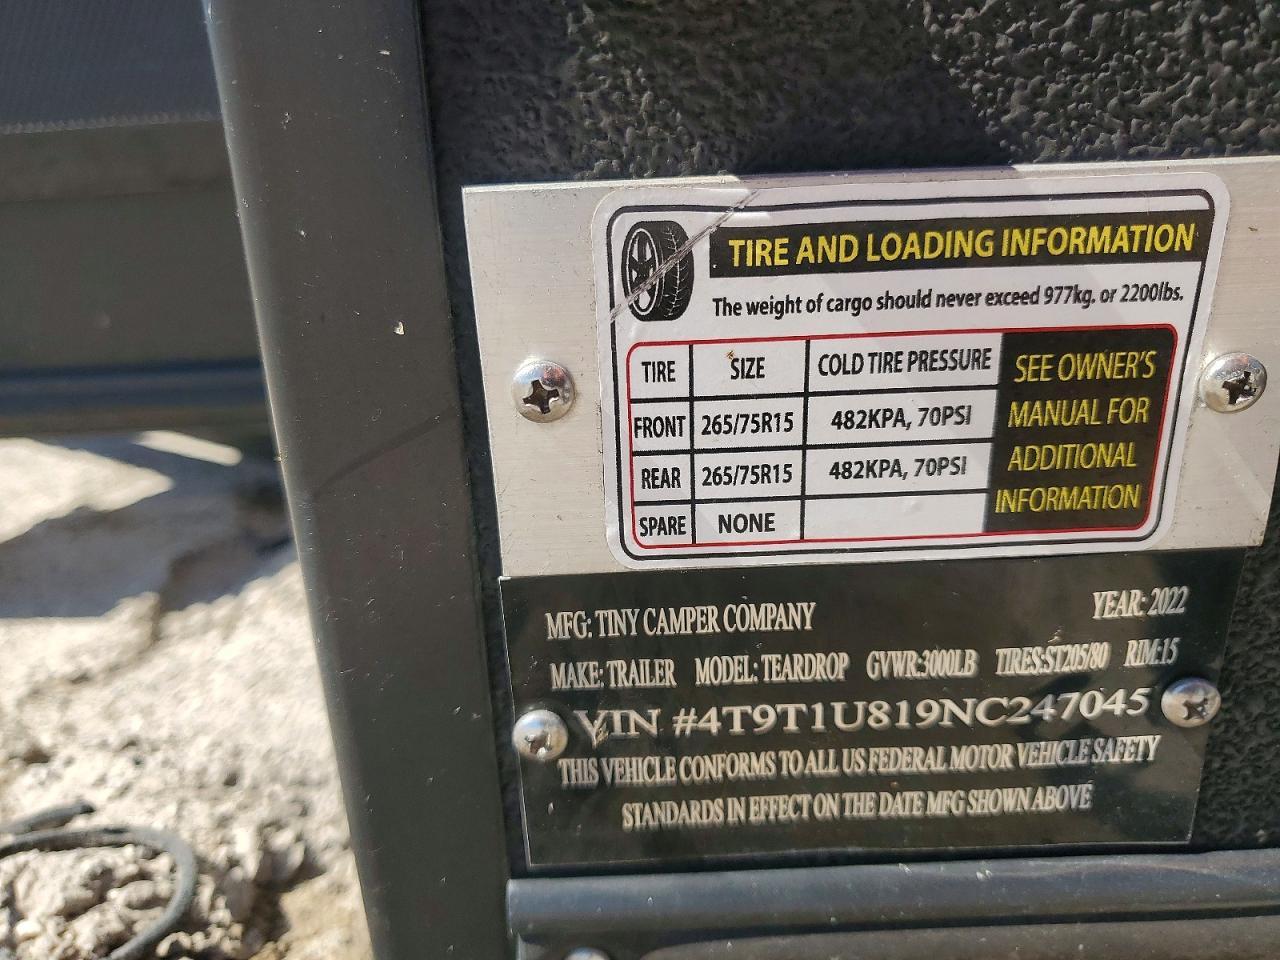 TIRE AND LOADING INFORMATION
The weight of cargo should never exceed 977kg. or 2200lbs.
TIRE SIZE COLD TIRE PRESSURE
FRONT 265/75R15 482KPA, 70PSI
REAR 265/75R15 482KPA, 70PSI
SPARE NONE
SEE OWNER'S
MANUAL FOR
ADDITIONAL
INFORMATION
MFG: TINY CAMPER COMPANY YEAR: 2022
MAKE: TRAILER MODEL: TEARDROP GVWR:3000LB TIRES:ST205/80 RIM:15
VIN #4T9T1U819NC247045
THIS VEHICLE CONFORMS TO ALL US FEDERAL MOTOR VEHICLE SAFETY
STANDARDS IN EFFECT ON THE DATE MFG SHOWN ABOVE